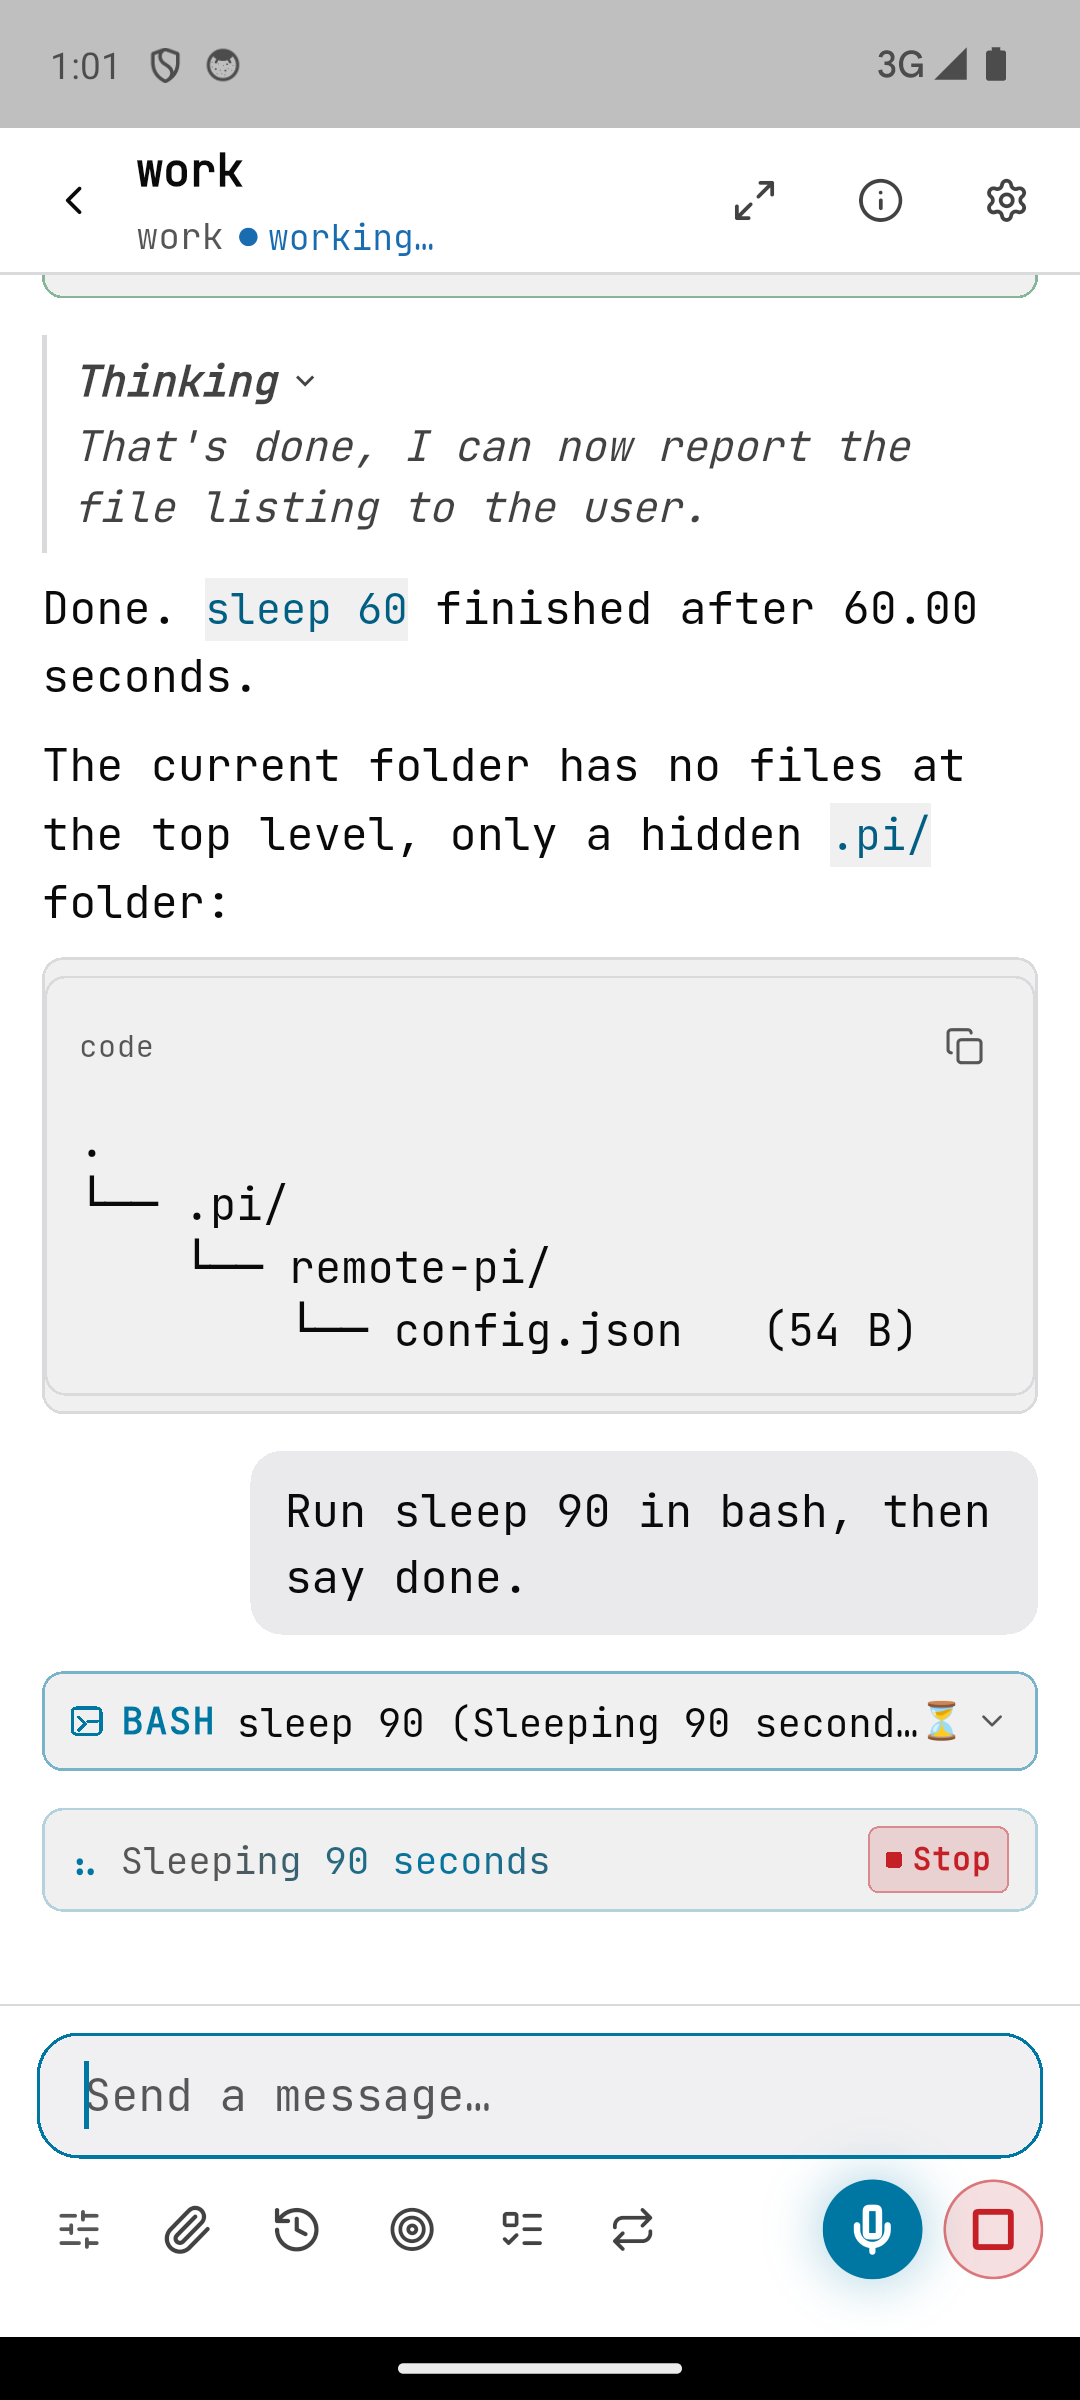 1:01
3G
work
work working…
Thinking
That's done, I can now report the
file listing to the user.
Done. sleep 60 finished after 60.00
seconds.
The current folder has no files at
the top level, only a hidden .pi/
folder:
code
.
└── .pi/
    └── remote-pi/
        └── config.json   (54 B)
Run sleep 90 in bash, then
say done.
BASH sleep 90 (Sleeping 90 second…
Sleeping 90 seconds
Stop
Send a message…